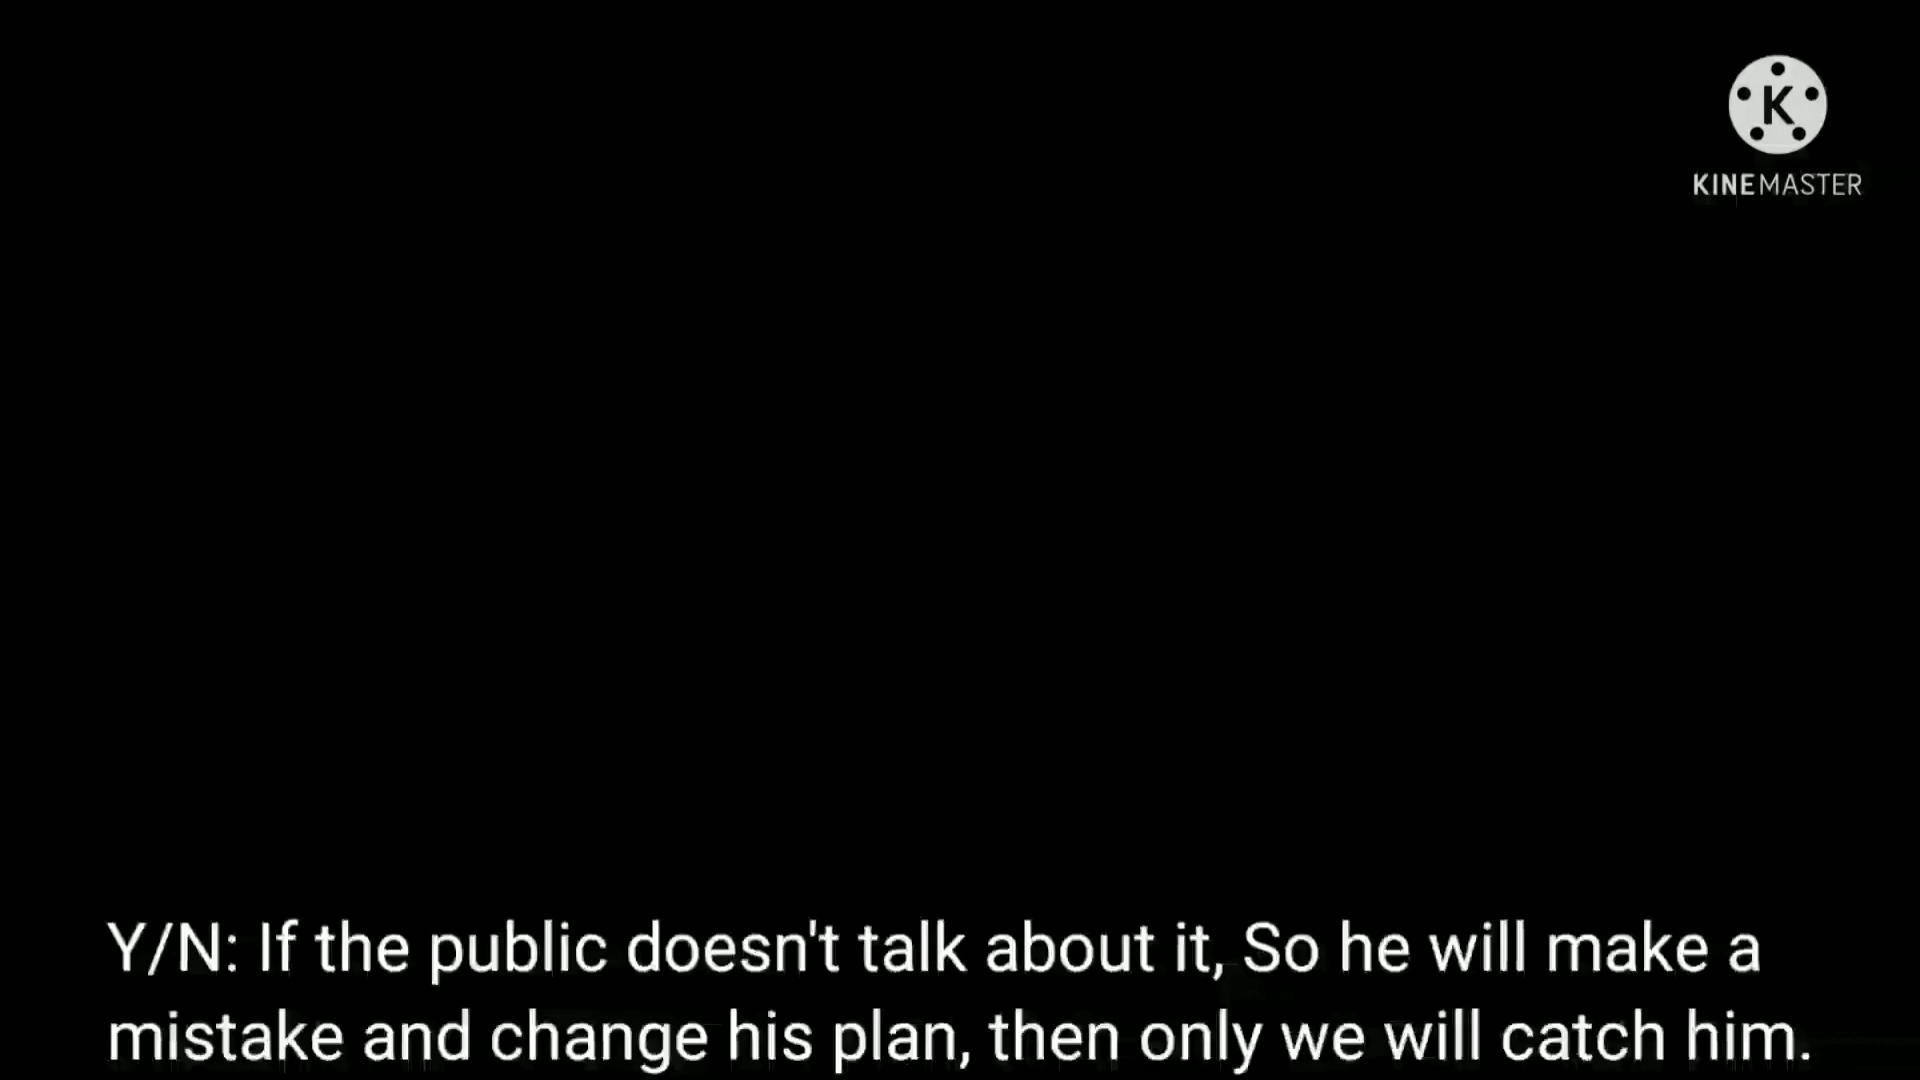 K
KINEMASTER
Y/N: If the public doesn't talk about it, So he will make a
mistake and change his plan, then only we will catch him.